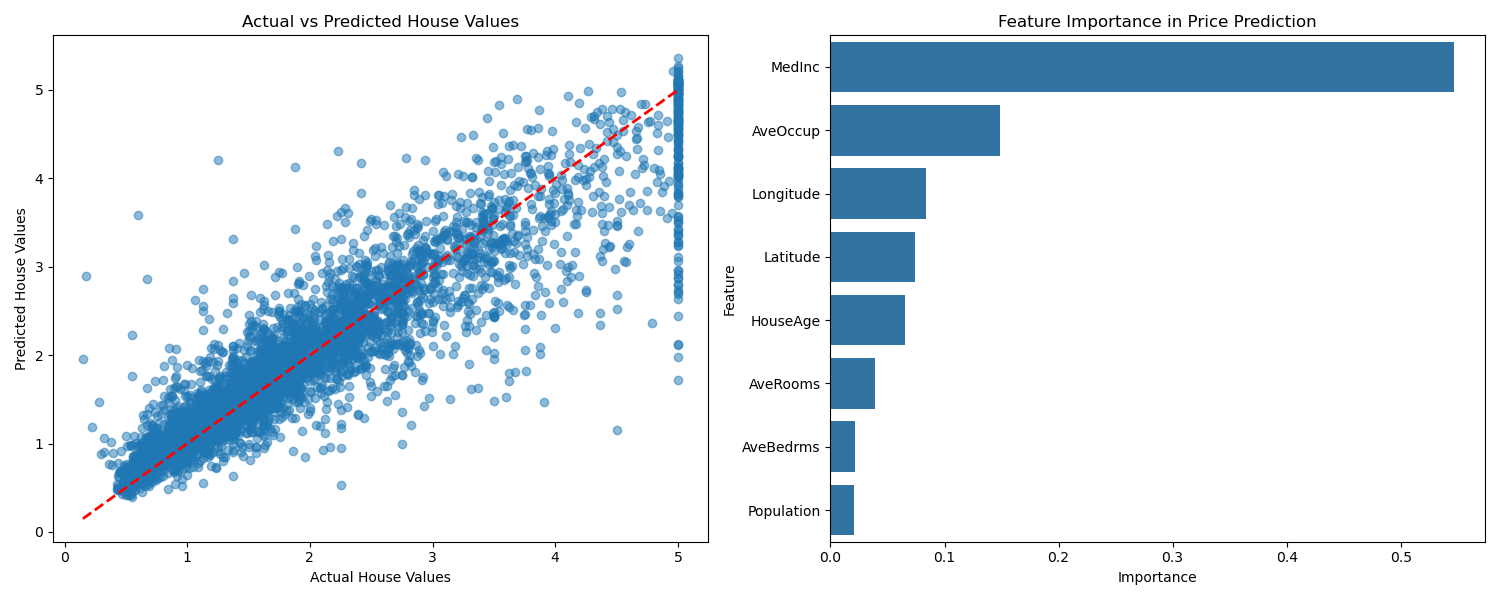 Actual vs Predicted House Values
5
4
3
2
1
0
Predicted House Values
0 1 2 3 4 5
Actual House Values
Feature Importance in Price Prediction
MedInc
AveOccup
Longitude
Latitude
HouseAge
AveRooms
AveBedrms
Population
Feature
0.0 0.1 0.2 0.3 0.4 0.5
Importance